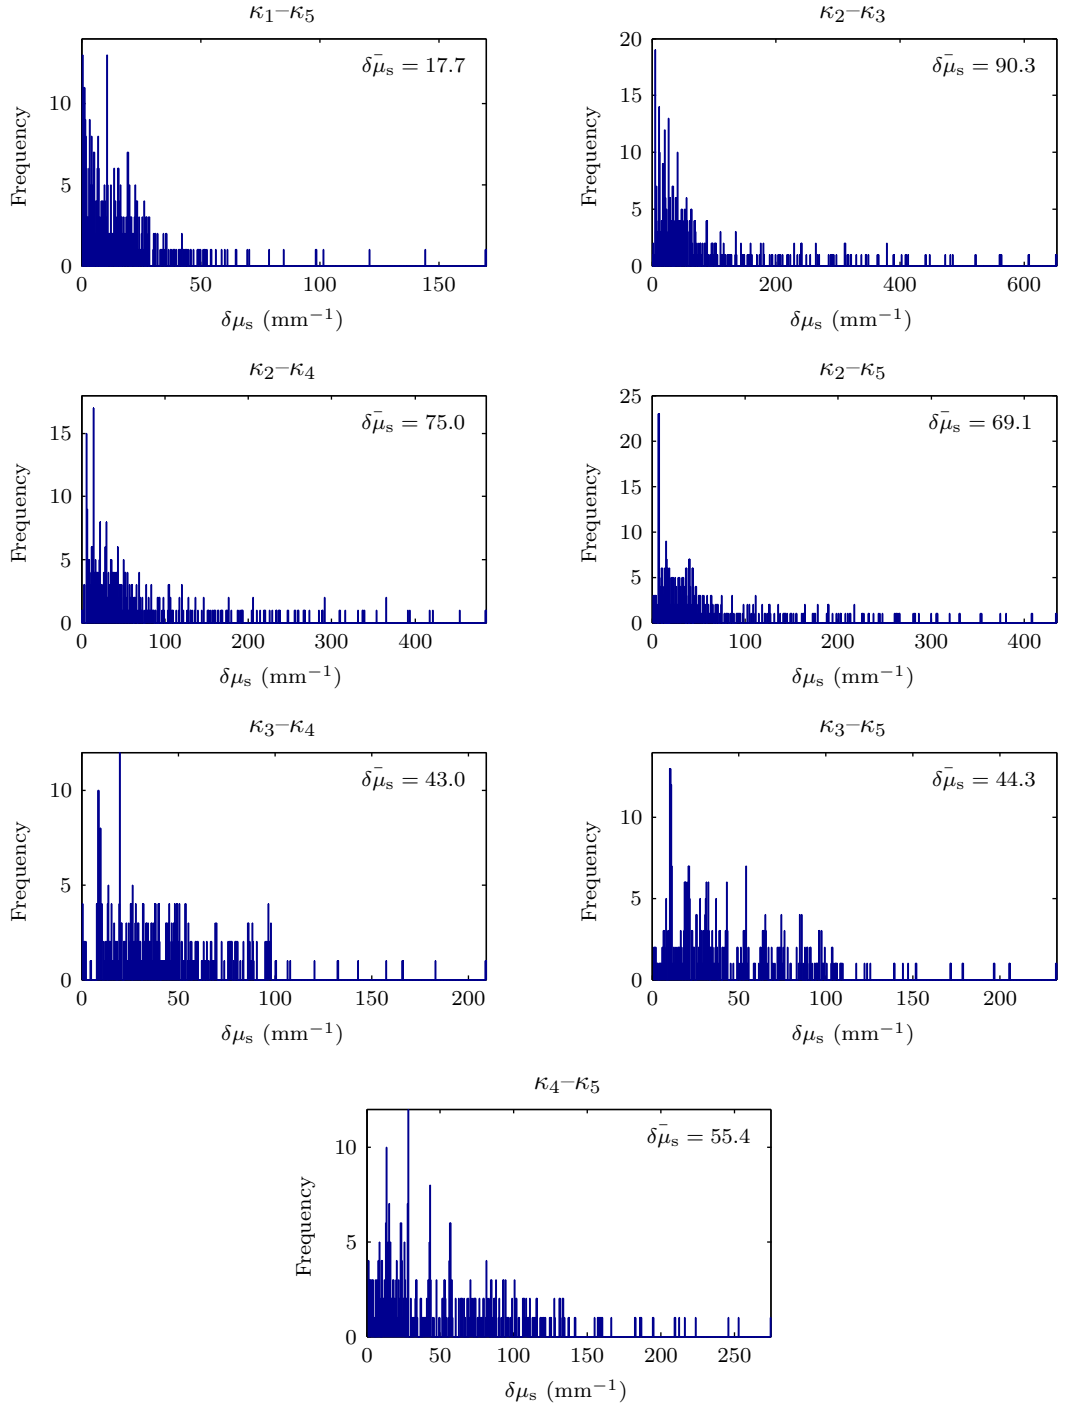 κ₁–κ₅
δμ̄ₛ = 17.7
Frequency
10
5
0
0 50 100 150
δμₛ (mm⁻¹)
κ₂–κ₃
δμ̄ₛ = 90.3
Frequency
20
15
10
5
0
0 200 400 600
δμₛ (mm⁻¹)
κ₂–κ₄
δμ̄ₛ = 75.0
Frequency
15
10
5
0
0 100 200 300 400
δμₛ (mm⁻¹)
κ₂–κ₅
δμ̄ₛ = 69.1
Frequency
25
20
15
10
5
0
0 100 200 300 400
δμₛ (mm⁻¹)
κ₃–κ₄
δμ̄ₛ = 43.0
Frequency
10
5
0
0 50 100 150 200
δμₛ (mm⁻¹)
κ₃–κ₅
δμ̄ₛ = 44.3
Frequency
10
5
0
0 50 100 150 200
δμₛ (mm⁻¹)
κ₄–κ₅
δμ̄ₛ = 55.4
Frequency
10
5
0
0 50 100 150 200 250
δμₛ (mm⁻¹)